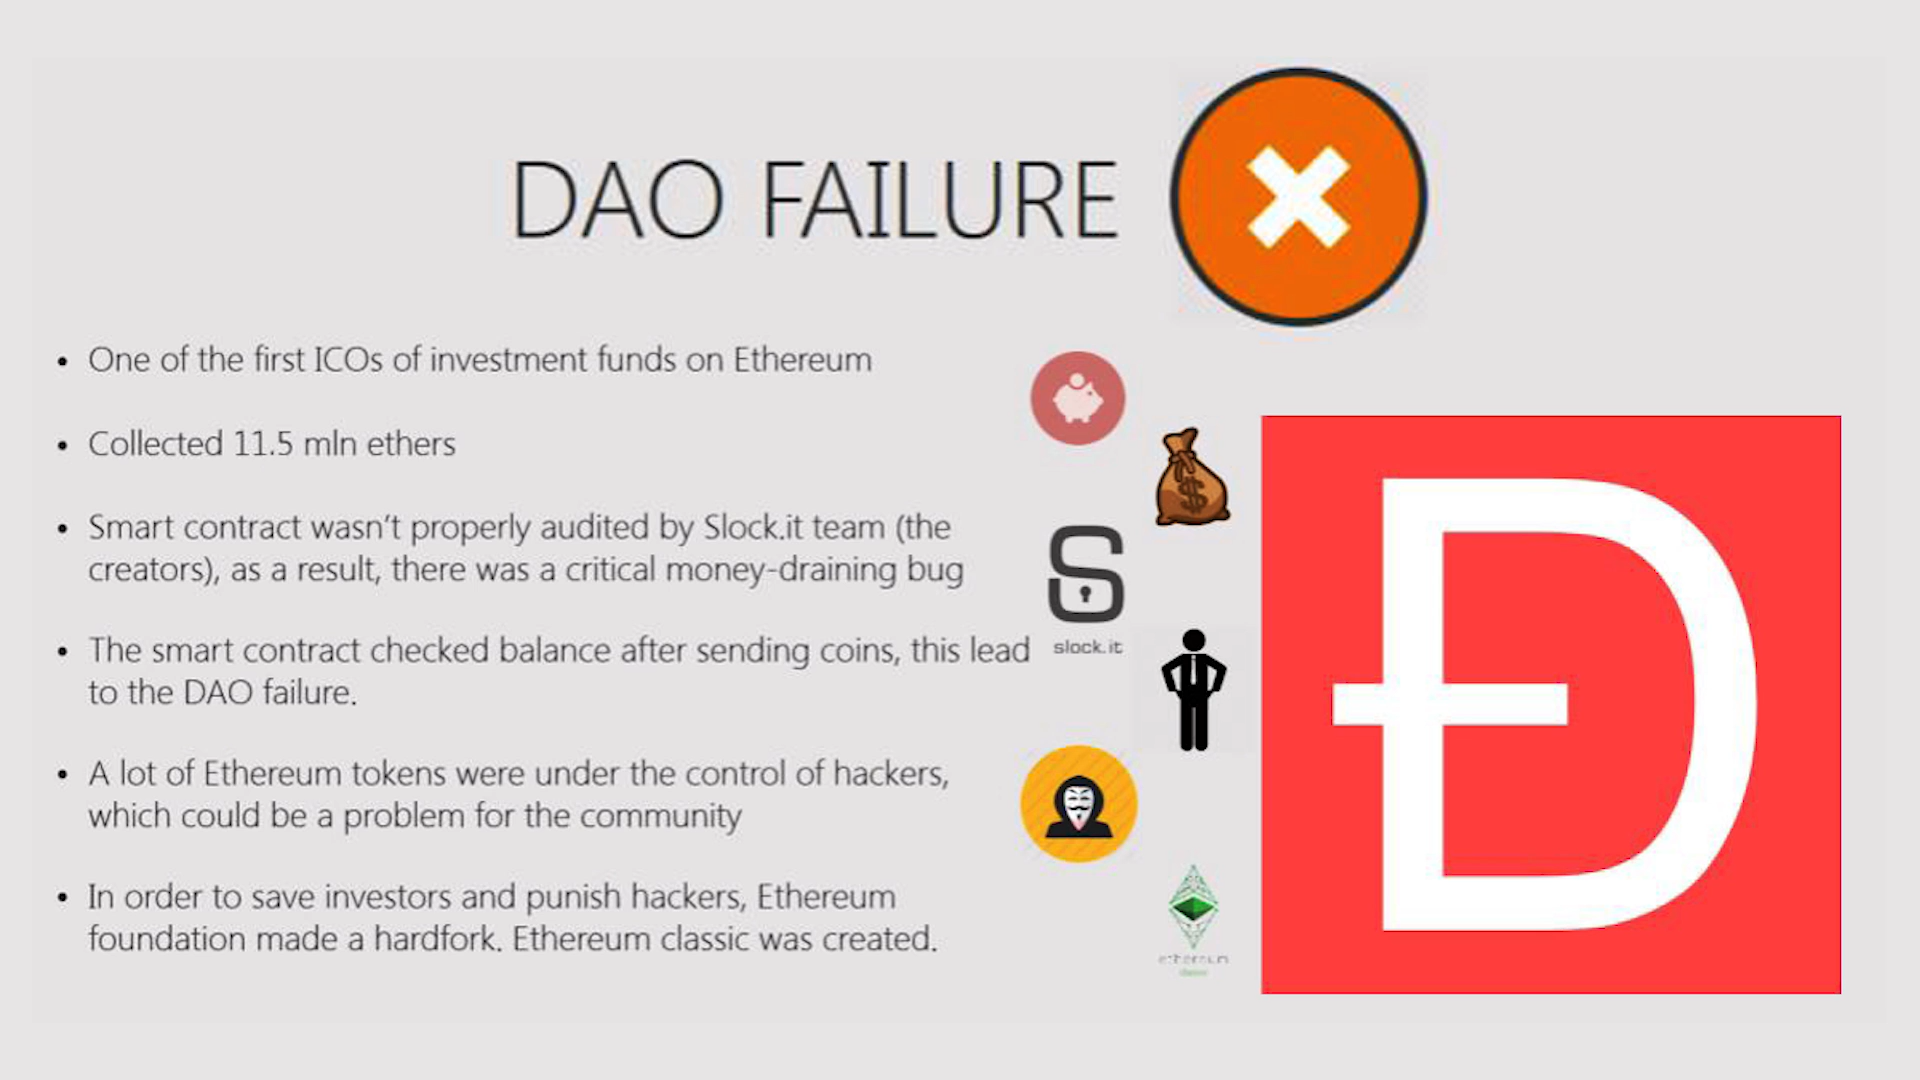 DAO FAILURE
• One of the first ICOs of investment funds on Ethereum
• Collected 11.5 mln ethers
• Smart contract wasn't properly audited by Slock.it team (the
creators), as a result, there was a critical money-draining bug
• The smart contract checked balance after sending coins, this lead
to the DAO failure.
• A lot of Ethereum tokens were under the control of hackers,
which could be a problem for the community
• In order to save investors and punish hackers, Ethereum
foundation made a hardfork. Ethereum classic was created.
slock.it
ethereum
classic
Đ